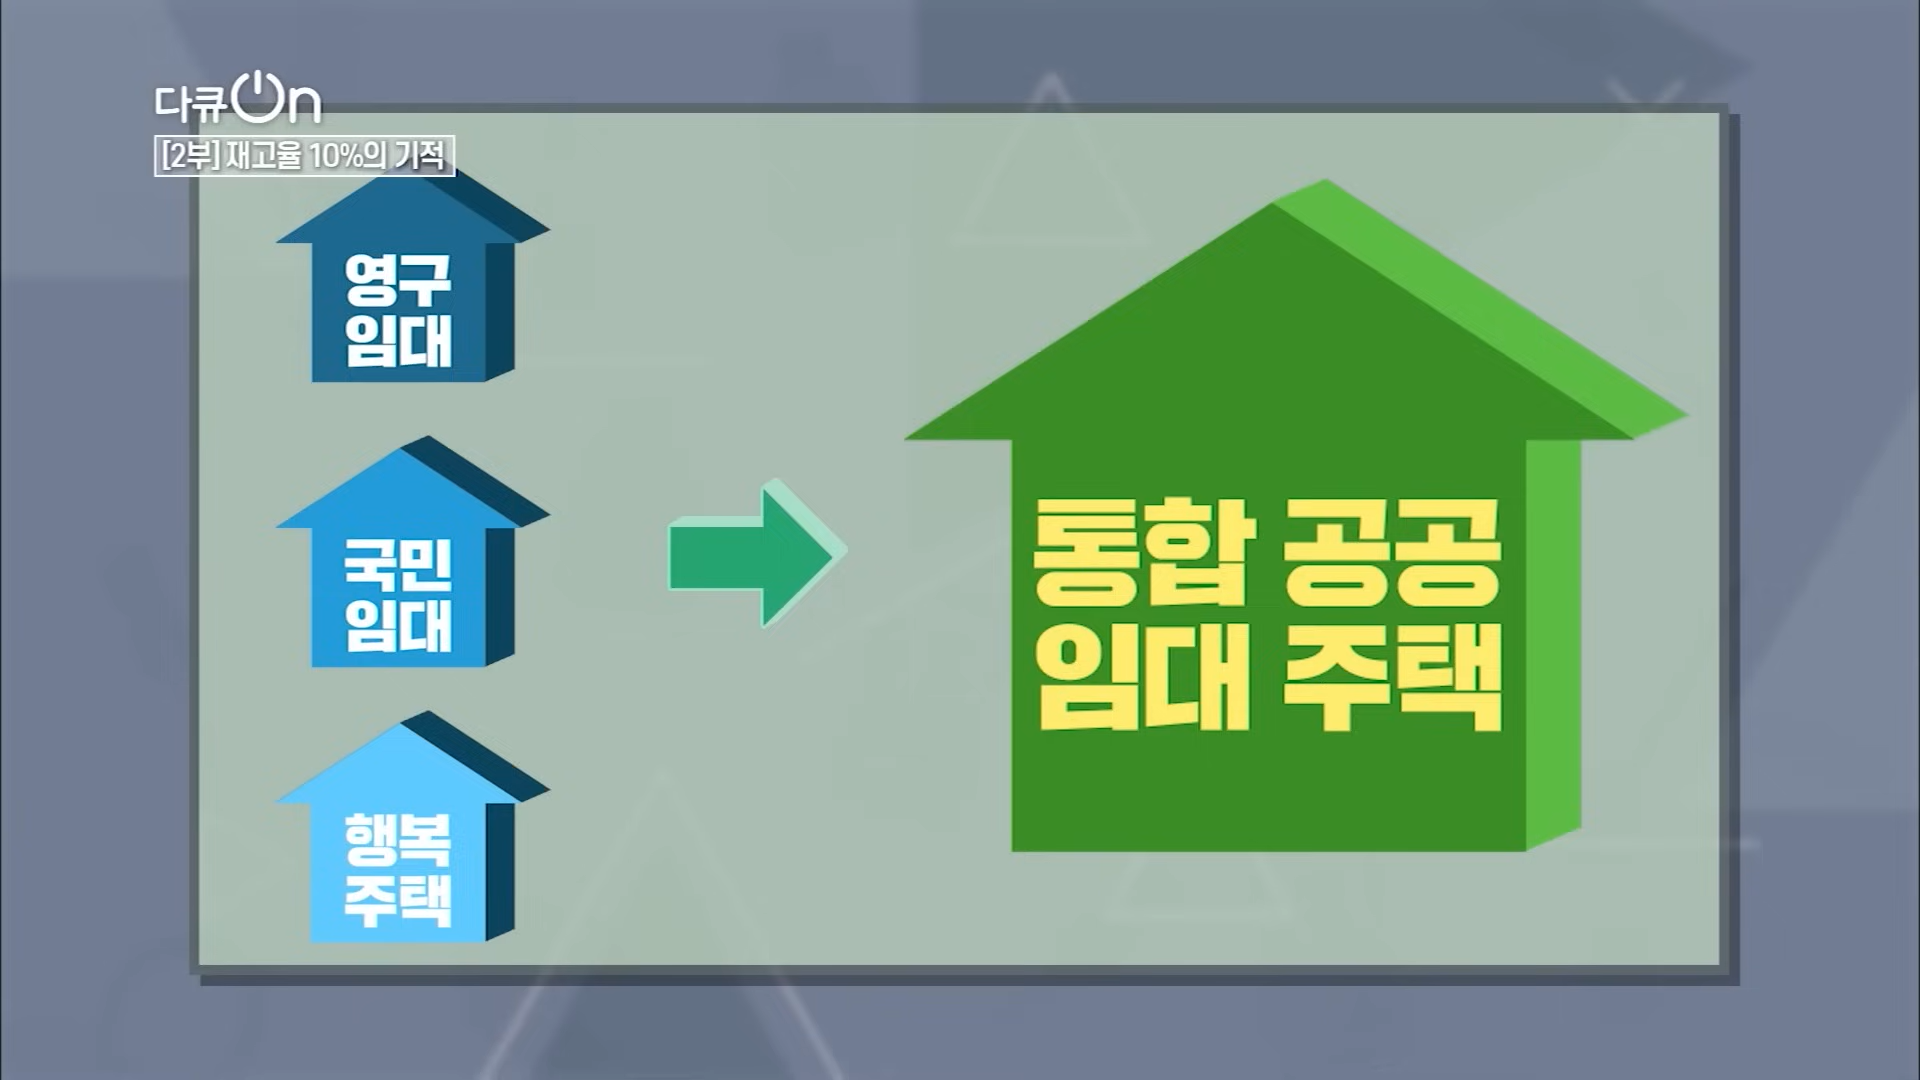 다큐On
[2부] 재고율 10%의 기적
영구
임대
국민
임대
행복
주택
통합 공공
임대 주택